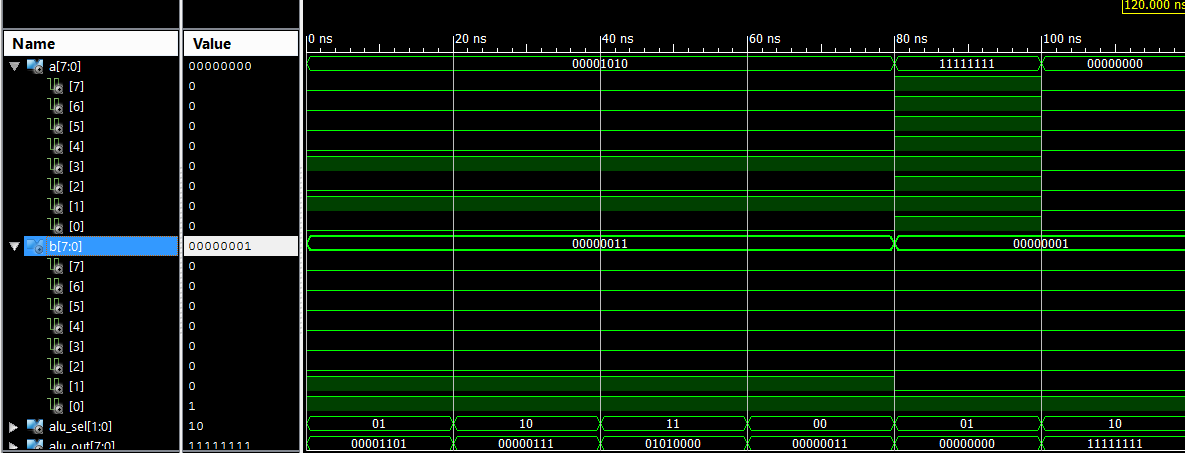 120.000 ns
Name Value 0 ns 20 ns 40 ns 60 ns 80 ns 100 ns
a[7:0] 00000000 00001010 11111111 00000000
[7] 0
[6] 0
[5] 0
[4] 0
[3] 0
[2] 0
[1] 0
[0] 0
b[7:0] 00000001 00000011 00000001
[7] 0
[6] 0
[5] 0
[4] 0
[3] 0
[2] 0
[1] 0
[0] 1
alu_sel[1:0] 10 01 10 11 00 01 10
alu_out[7:0] 11111111 00001101 00000111 01010000 00000011 00000000 11111111